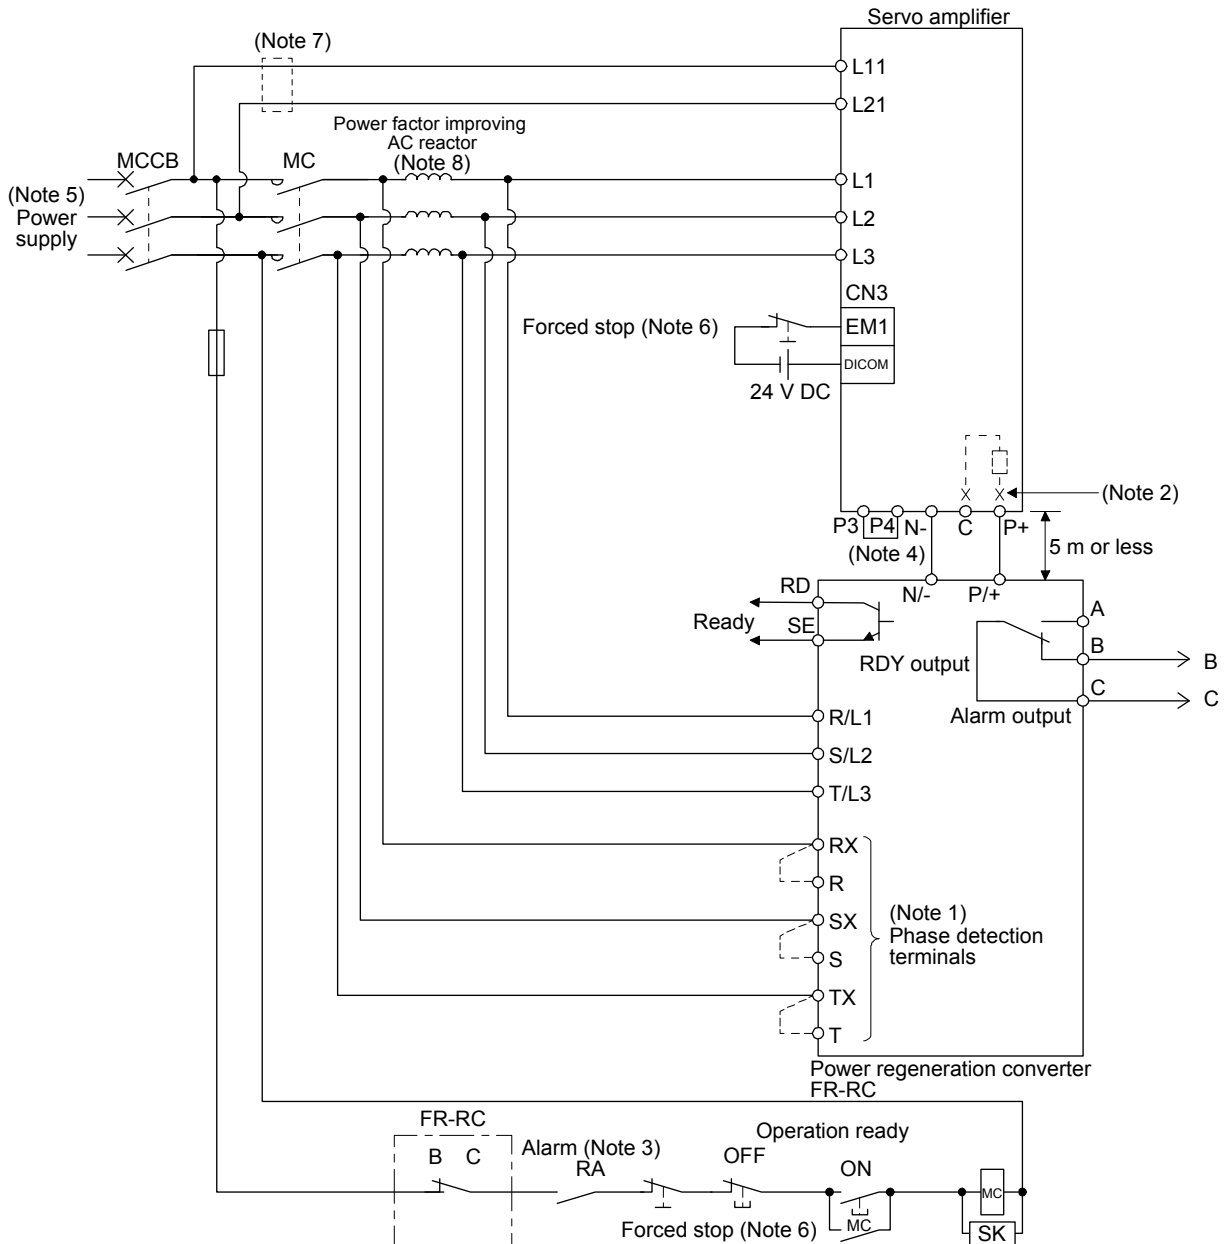 Servo amplifier
(Note 7)
L11
L21
Power factor improving
AC reactor
(Note 8)
MCCB
MC
(Note 5)
Power
supply
L1
L2
L3
CN3
Forced stop (Note 6)
EM1
DICOM
24 V DC
(Note 2)
P3
P4
N-
C
P+
(Note 4)
5 m or less
N/-
P/+
RD
Ready
SE
RDY output
A
B
B
C
C
Alarm output
R/L1
S/L2
T/L3
RX
R
(Note 1)
Phase detection
terminals
SX
S
TX
T
Power regeneration converter
FR-RC
FR-RC
B
C
Alarm (Note 3)
RA
Operation ready
OFF
ON
MC
MC
Forced stop (Note 6)
SK